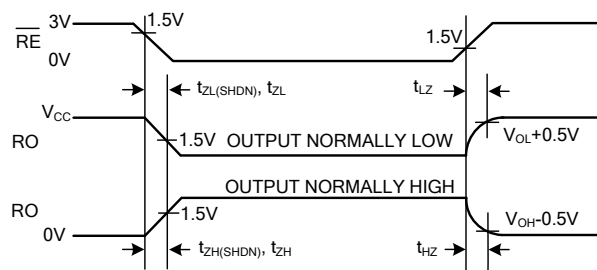 3V
1.5V
1.5V
RE
0V
tZL(SHDN), tZL
tLZ
VCC
RO
1.5V
OUTPUT NORMALLY LOW
VOL+0.5V
OUTPUT NORMALLY HIGH
RO
1.5V
VOH-0.5V
0V
tZH(SHDN), tZH
tHZ